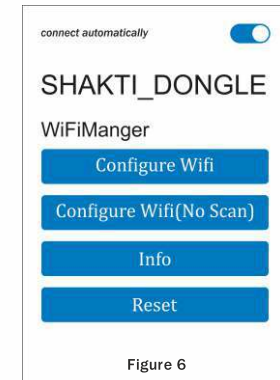 connect automatically
SHAKTI_DONGLE
WiFiManger
Configure Wifi
Configure Wifi(No Scan)
Info
Reset
Figure 6